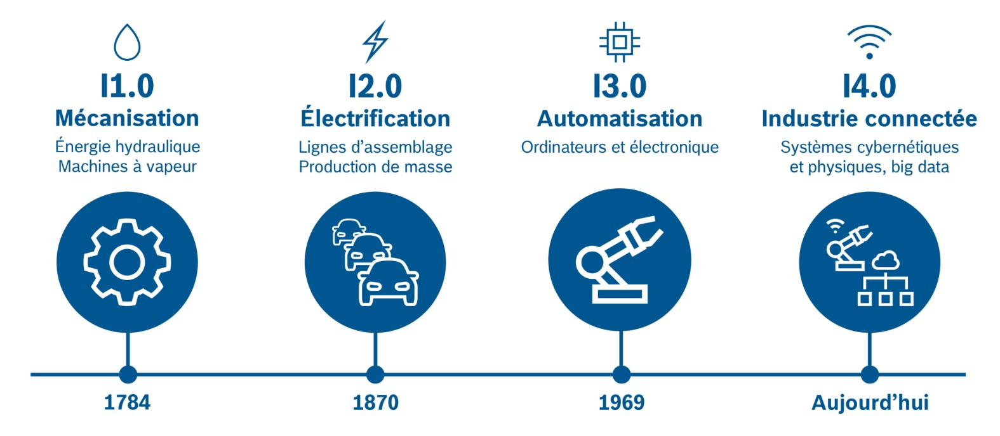 I1.0
Mécanisation
Énergie hydraulique
Machines à vapeur
1784
I2.0
Électrification
Lignes d’assemblage
Production de masse
1870
I3.0
Automatisation
Ordinateurs et électronique
1969
I4.0
Industrie connectée
Systèmes cybernétiques
et physiques, big data
Aujourd’hui